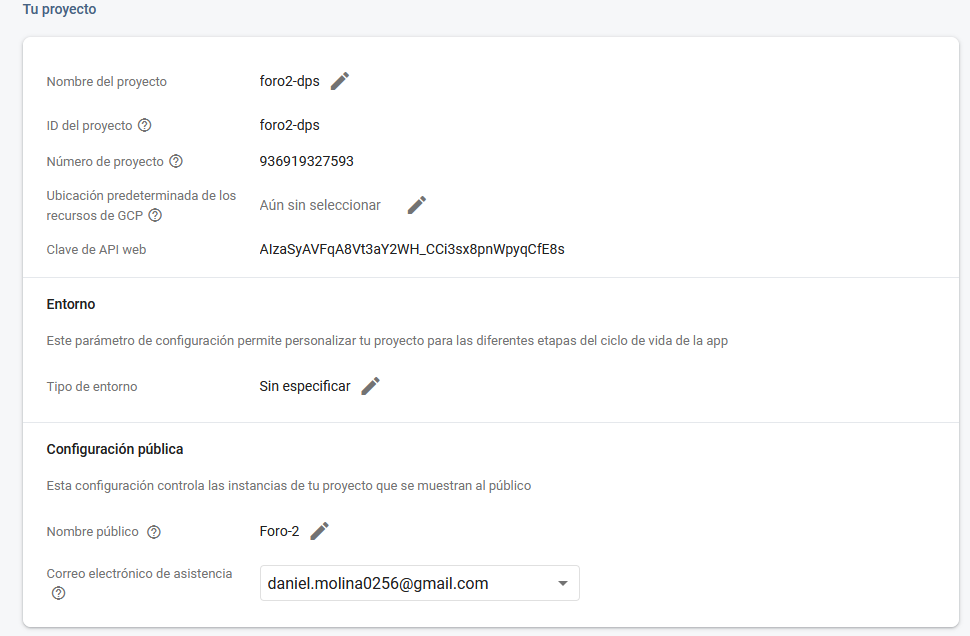 Tu proyecto
Nombre del proyecto foro2-dps
ID del proyecto foro2-dps
Número de proyecto 936919327593
Ubicación predeterminada de los
recursos de GCP Aún sin seleccionar
Clave de API web AIzaSyAVFqA8Vt3aY2WH_CCi3sx8pnWpyqCfE8s
Entorno
Este parámetro de configuración permite personalizar tu proyecto para las diferentes etapas del ciclo de vida de la app
Tipo de entorno Sin especificar
Configuración pública
Esta configuración controla las instancias de tu proyecto que se muestran al público
Nombre público Foro-2
Correo electrónico de asistencia daniel.molina0256@gmail.com